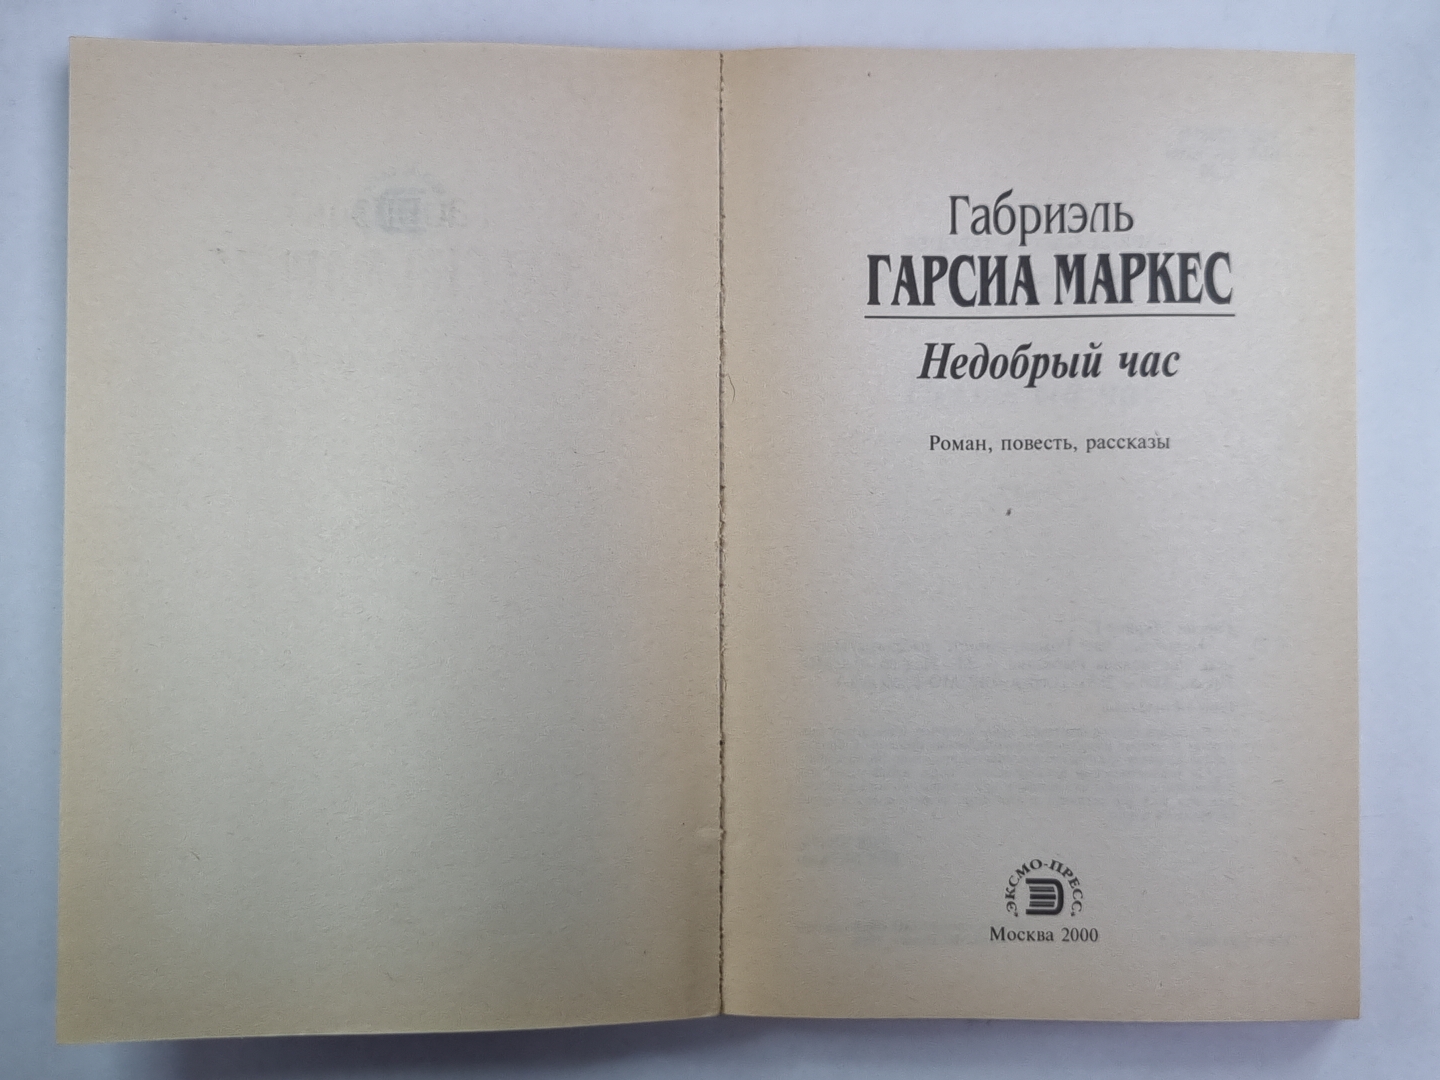 Габриэль
ГАРСИА МАРКЕС
Недобрый час
Роман, повесть, рассказы
ЭКСМО-ПРЕСС
Москва 2000